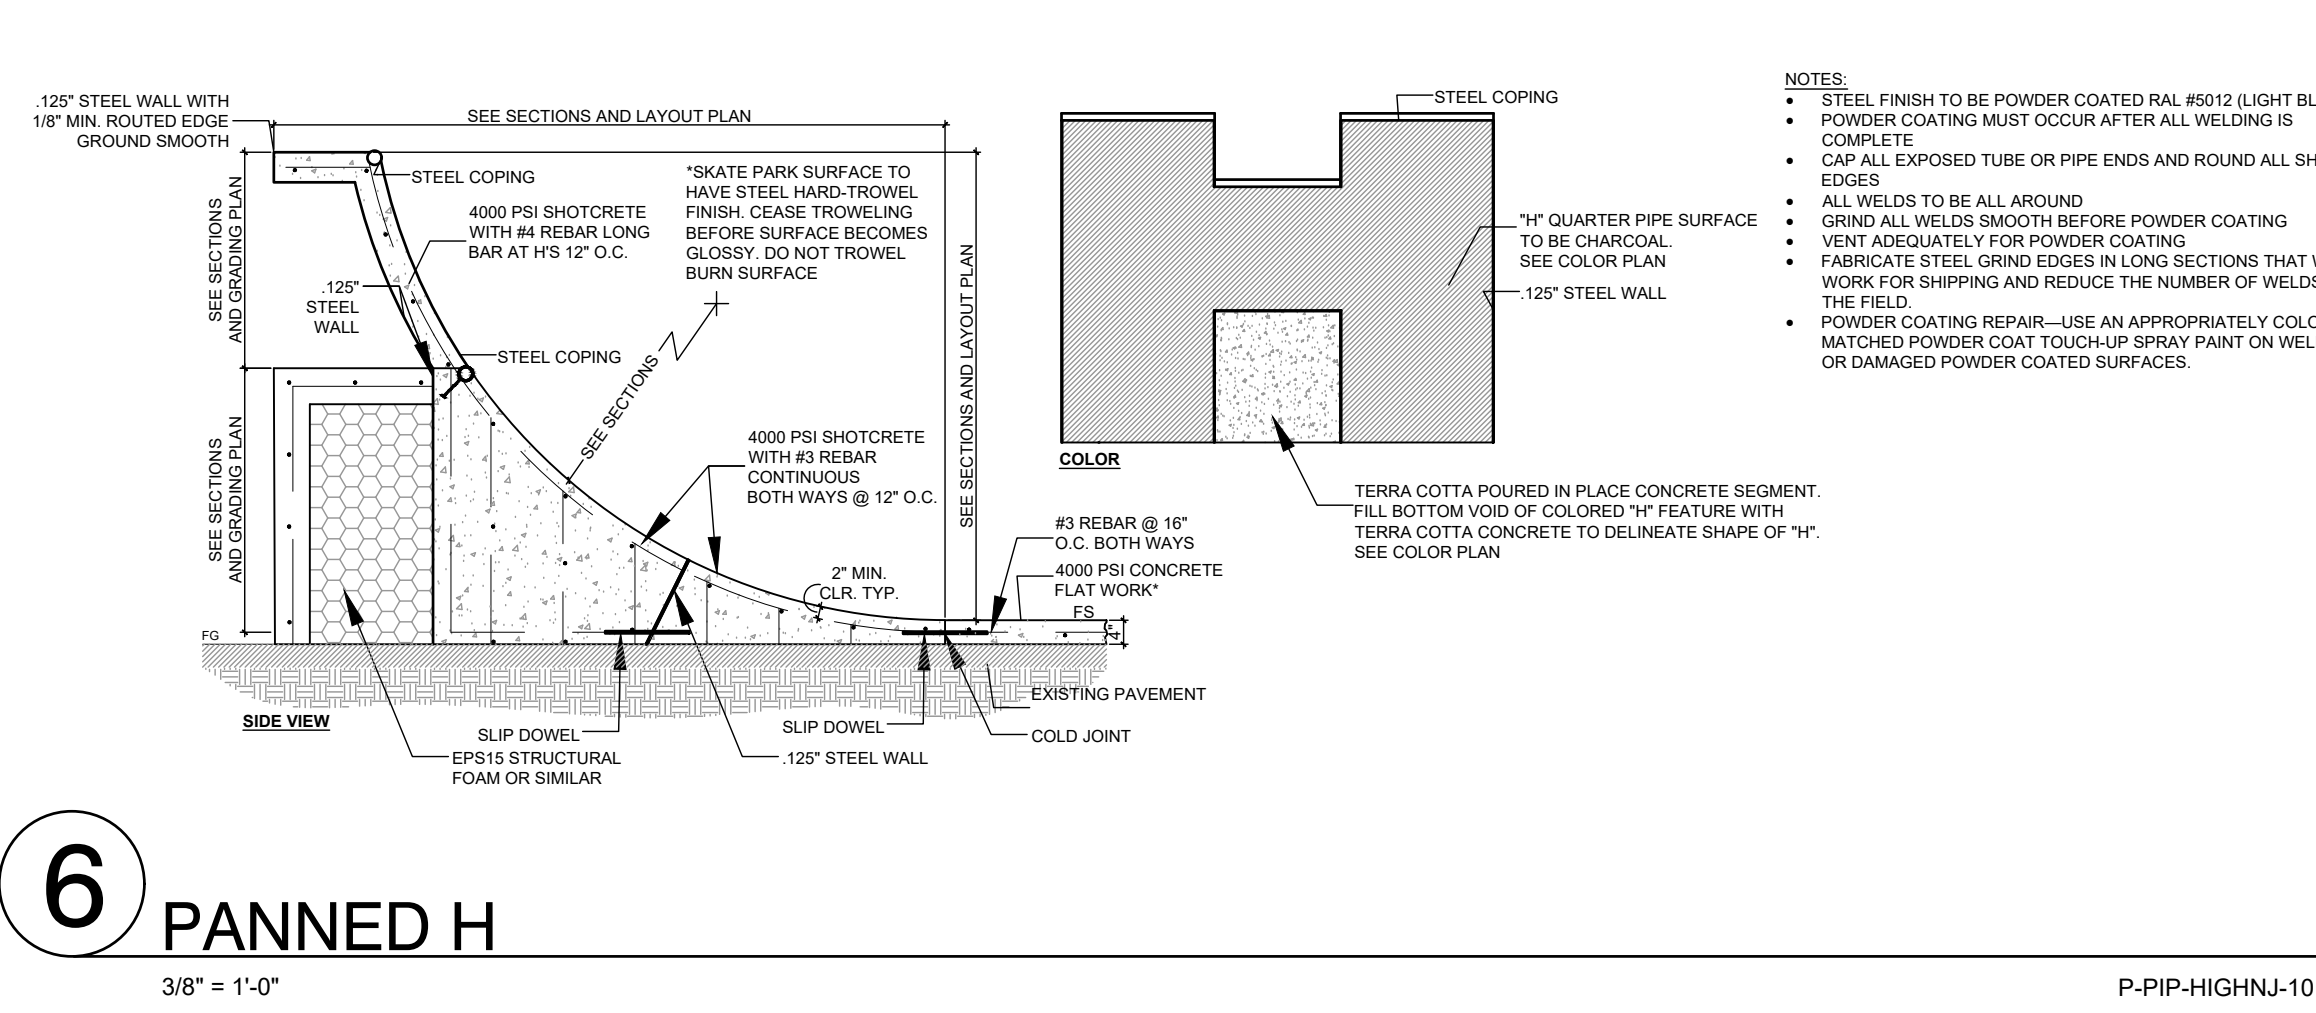 .125" STEEL WALL WITH
1/8" MIN. ROUTED EDGE
GROUND SMOOTH
SEE SECTIONS AND LAYOUT PLAN
STEEL COPING
4000 PSI SHOTCRETE
WITH #4 REBAR LONG
BAR AT H'S 12" O.C.
*SKATE PARK SURFACE TO
HAVE STEEL HARD-TROWEL
FINISH. CEASE TROWELING
BEFORE SURFACE BECOMES
GLOSSY. DO NOT TROWEL
BURN SURFACE
SEE SECTIONS
AND GRADING PLAN
.125"
STEEL
WALL
STEEL COPING
SEE SECTIONS
SEE SECTIONS AND LAYOUT PLAN
SEE SECTIONS
AND GRADING PLAN
4000 PSI SHOTCRETE
WITH #3 REBAR
CONTINUOUS
BOTH WAYS @ 12" O.C.
2" MIN.
CLR. TYP.
#3 REBAR @ 16"
O.C. BOTH WAYS
4000 PSI CONCRETE
FLAT WORK*
FS
4"
FG
EXISTING PAVEMENT
SIDE VIEW
SLIP DOWEL
SLIP DOWEL
COLD JOINT
EPS15 STRUCTURAL
FOAM OR SIMILAR
.125" STEEL WALL
STEEL COPING
"H" QUARTER PIPE SURFACE
TO BE CHARCOAL.
SEE COLOR PLAN
.125" STEEL WALL
COLOR
TERRA COTTA POURED IN PLACE CONCRETE SEGMENT.
FILL BOTTOM VOID OF COLORED "H" FEATURE WITH
TERRA COTTA CONCRETE TO DELINEATE SHAPE OF "H".
SEE COLOR PLAN
NOTES:
• STEEL FINISH TO BE POWDER COATED RAL #5012 (LIGHT
• POWDER COATING MUST OCCUR AFTER ALL WELDING IS
COMPLETE
• CAP ALL EXPOSED TUBE OR PIPE ENDS AND ROUND ALL
EDGES
• ALL WELDS TO BE ALL AROUND
• GRIND ALL WELDS SMOOTH BEFORE POWDER COATING
• VENT ADEQUATELY FOR POWDER COATING
• FABRICATE STEEL GRIND EDGES IN LONG SECTIONS THAT
WORK FOR SHIPPING AND REDUCE THE NUMBER OF WELDS
THE FIELD.
• POWDER COATING REPAIR—USE AN APPROPRIATELY
MATCHED POWDER COAT TOUCH-UP SPRAY PAINT ON
OR DAMAGED POWDER COATED SURFACES.
6
PANNED H
3/8" = 1'-0"
P-PIP-HIGHNJ-10